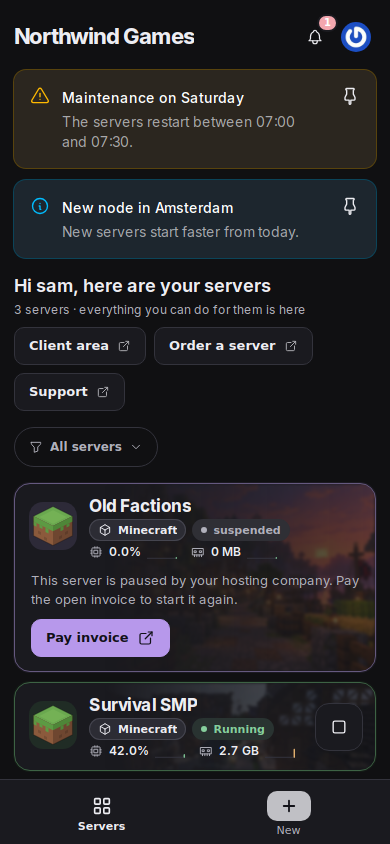 Northwind Games
1
Maintenance on Saturday
The servers restart between 07:00
and 07:30.
New node in Amsterdam
New servers start faster from today.
Hi sam, here are your servers
3 servers · everything you can do for them is here
Client area
Order a server
Support
All servers
Old Factions
Minecraft
suspended
0.0%
0 MB
This server is paused by your hosting company. Pay
the open invoice to start it again.
Pay invoice
Survival SMP
Minecraft
Running
42.0%
2.7 GB
Servers
New